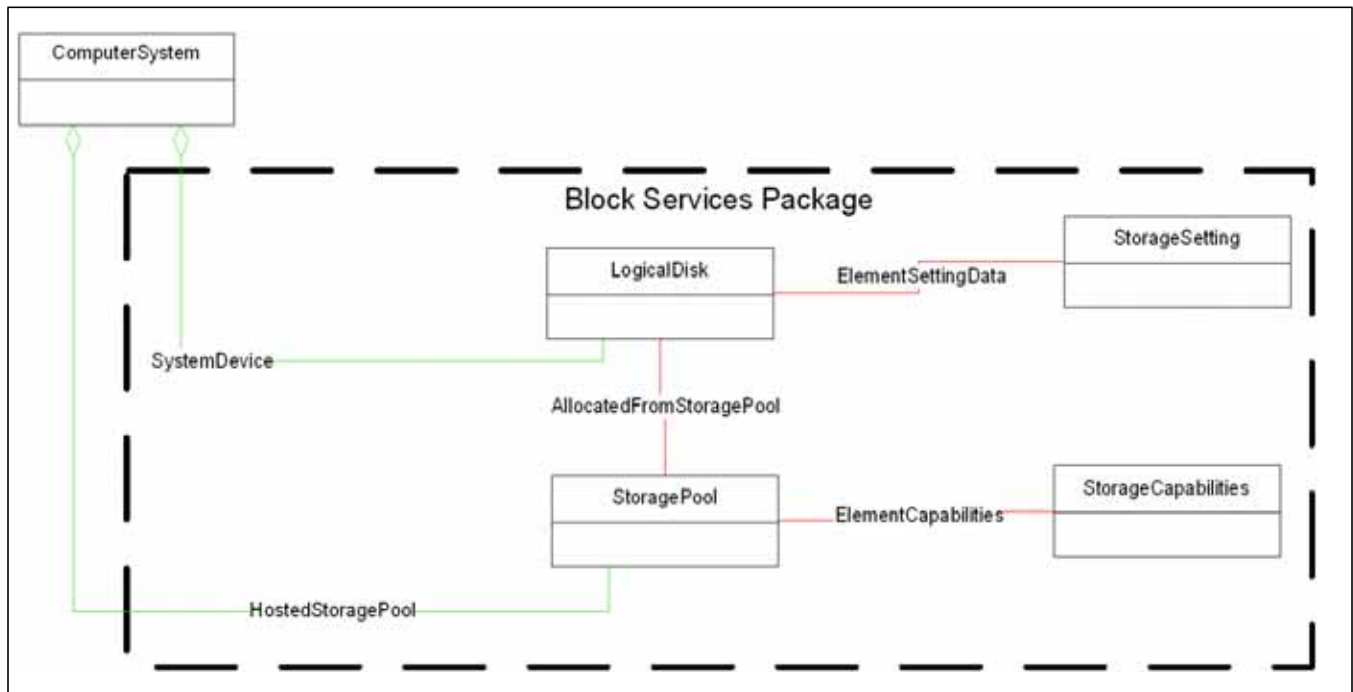 ComputerSystem
Block Services Package
StorageSetting
LogicalDisk
ElementSettingData
SystemDevice
AllocatedFromStoragePool
StorageCapabilities
StoragePool
ElementCapabilities
HostedStoragePool